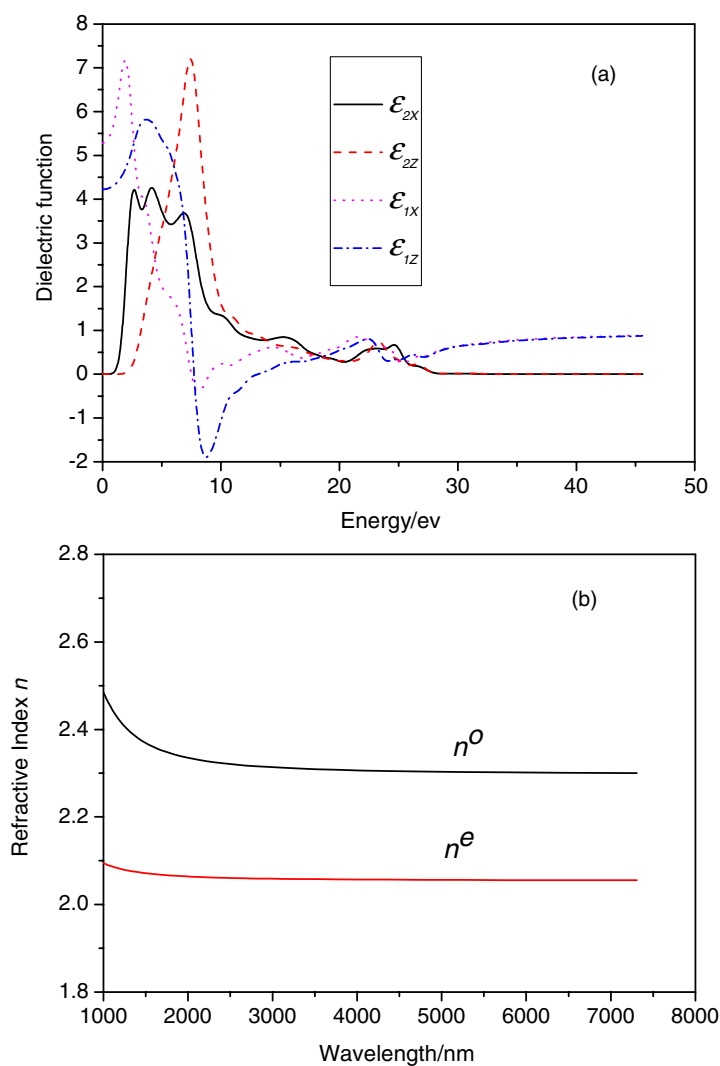 8
7
6
5
4
3
2
1
0
-1
-2
Dielectric function
(a)
ε2X
ε2Z
ε1X
ε1Z
0 10 20 30 40 50
Energy/ev
2.8
2.6
2.4
2.2
2.0
1.8
Refractive Index n
(b)
n^o
n^e
1000 2000 3000 4000 5000 6000 7000 8000
Wavelength/nm